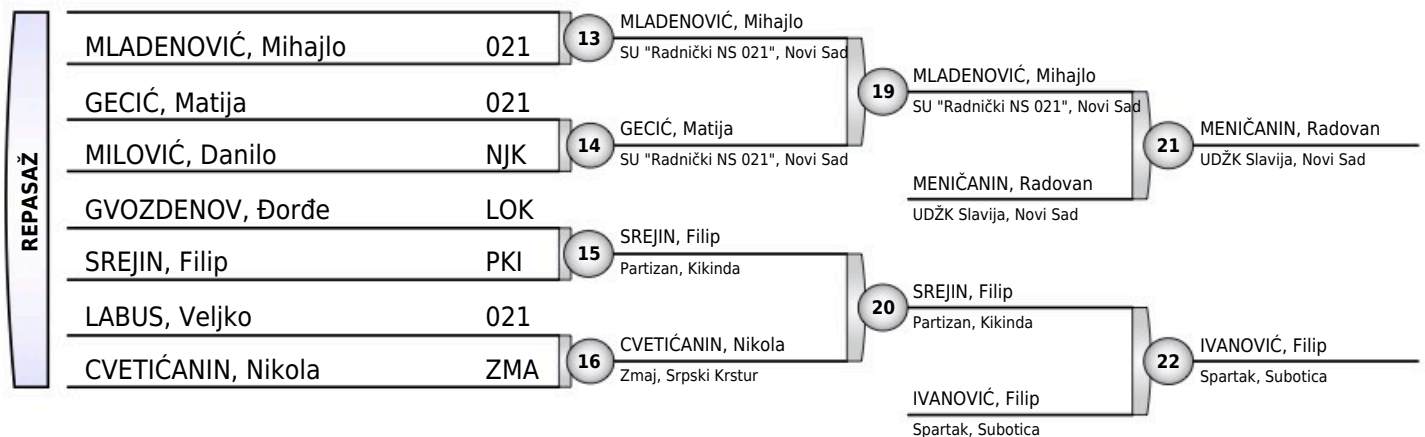 REPASAŽ
MLADENOVIĆ, Mihajlo 021
GECIĆ, Matija 021
MILOVIĆ, Danilo NJK
GVOZDENOV, Đorđe LOK
SREJIN, Filip PKI
LABUS, Veljko 021
CVETIĆANIN, Nikola ZMA
13
MLADENOVIĆ, Mihajlo
SU "Radnički NS 021", Novi Sad
14
GECIĆ, Matija
SU "Radnički NS 021", Novi Sad
15
SREJIN, Filip
Partizan, Kikinda
16
CVETIĆANIN, Nikola
Zmaj, Srpski Krstur
19
MLADENOVIĆ, Mihajlo
SU "Radnički NS 021", Novi Sad
MENIČANIN, Radovan
UDŽK Slavija, Novi Sad
20
SREJIN, Filip
Partizan, Kikinda
IVANOVIĆ, Filip
Spartak, Subotica
21
MENIČANIN, Radovan
UDŽK Slavija, Novi Sad
22
IVANOVIĆ, Filip
Spartak, Subotica